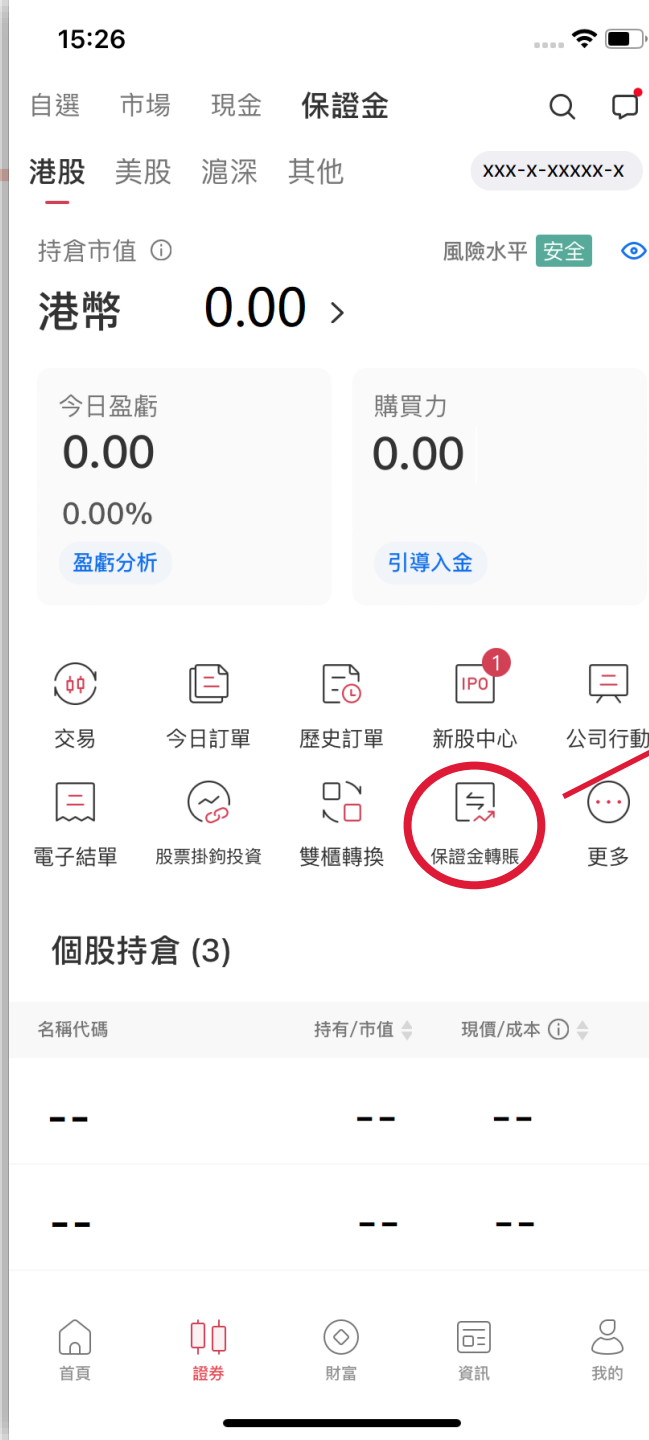 15:26
自選 市場 現金 保證金
港股 美股 滬深 其他 xxx-x-xxxxx-x
持倉市值 風險水平 安全
港幣 0.00
今日盈虧 購買力
0.00 0.00
0.00%
盈虧分析 引導入金
IPO 1
交易 今日訂單 歷史訂單 新股中心 公司行動
電子結單 股票掛鈎投資 雙櫃轉換 保證金轉賬 更多
個股持倉 (3)
名稱代碼 持有/市值 現價/成本
-- -- --
-- -- --
首頁 證券 財富 資訊 我的